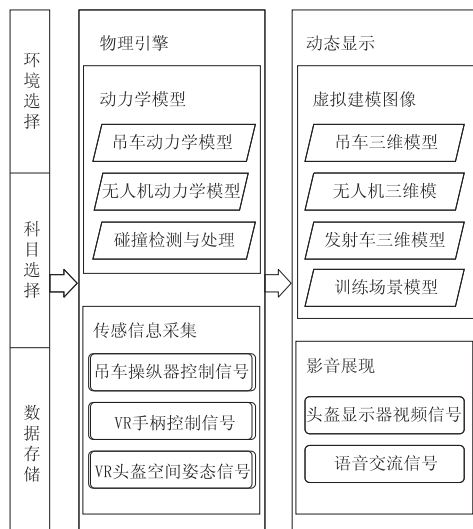 环境选择
科目选择
数据存储
物理引擎
动力学模型
吊车动力学模型
无人机动力学模型
碰撞检测与处理
传感信息采集
吊车操纵器控制信号
VR手柄控制信号
VR头盔空间姿态信号
动态显示
虚拟建模图像
吊车三维模型
无人机三维模
发射车三维模型
训练场景模型
影音展现
头盔显示器视频信号
语音交流信号